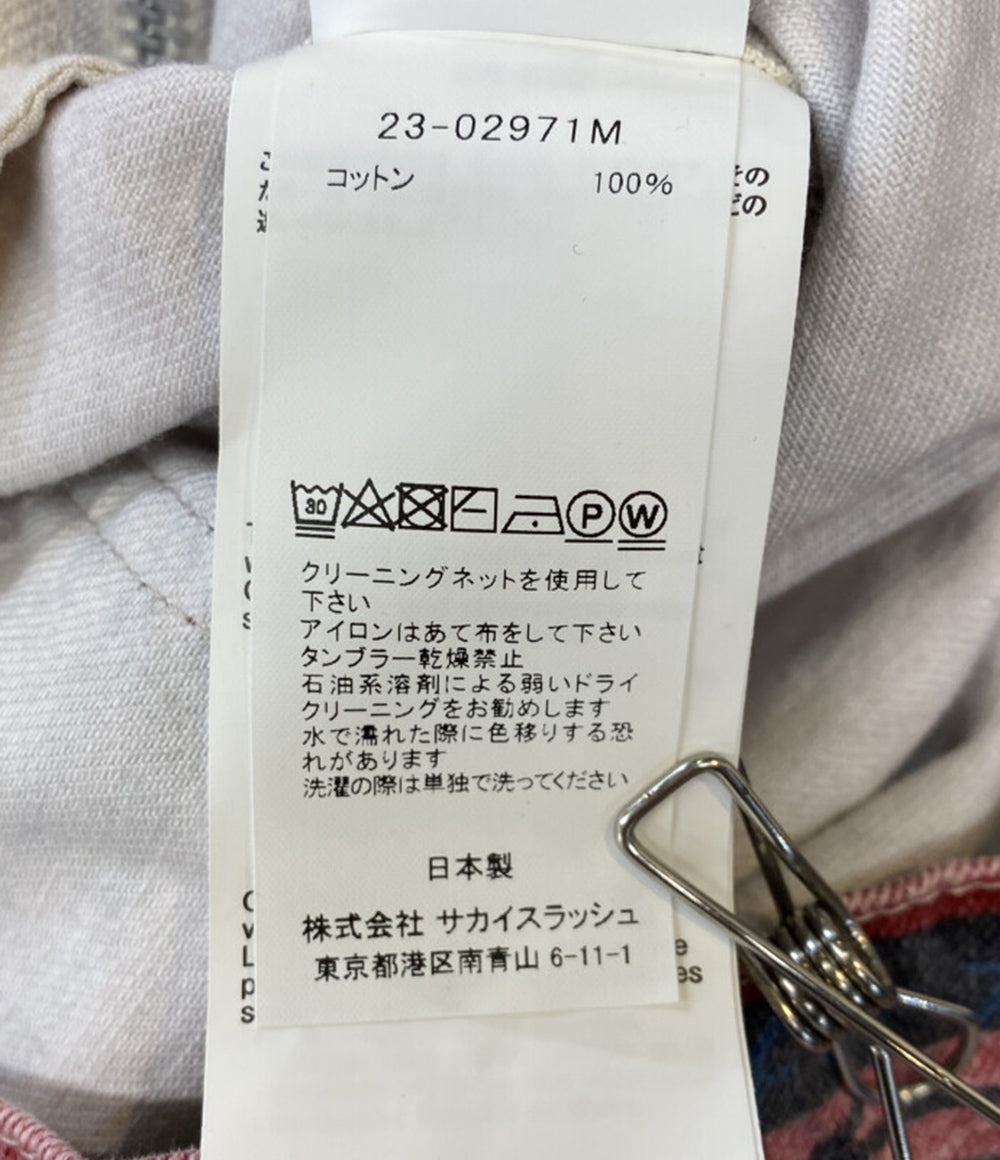 23-02971M
コットン 100%
その
どの
30
P W
クリーニングネットを使用して
下さい
アイロンはあて布をして下さい
タンブラー乾燥禁止
石油系溶剤による弱いドライ
クリーニングをお勧めします
水で濡れた際に色移りする恐
れがあります
洗濯の際は単独で洗ってください
日本製
株式会社 サカイスラッシュ
東京都港区南青山 6-11-1